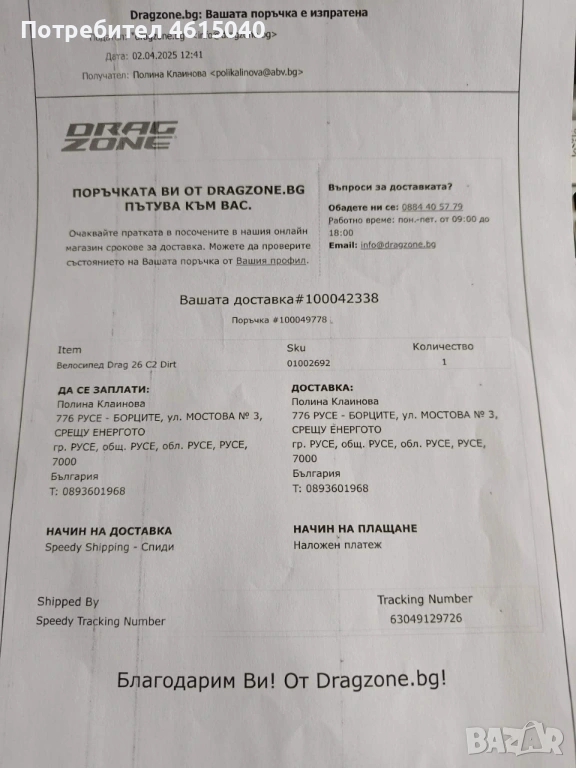 Dragzone.bg: Вашата поръчка е изпратена
Потребител 4615040
Дата: 02.04.2025 12:41
Получател: Полина Клаинова <polikalinova@abv.bg>
DRAG
ZONE
ПОРЪЧКАТА ВИ ОТ DRAGZONE.BG
ПЪТУВА КЪМ ВАС.
Очаквайте пратката в посочените в нашия онлайн
магазин срокове за доставка. Можете да проверите
състоянието на Вашата поръчка от Вашия профил.
Въпроси за доставката?
Обадете ни се: 0884 40 57 79
Работно време: пон.-пет. от 09:00 до
18:00
Email: info@dragzone.bg
Вашата доставка#100042338
Поръчка #100049778
Item Sku Количество
Велосипед Drag 26 C2 Dirt 01002692 1
ДА СЕ ЗАПЛАТИ:
Полина Клаинова
776 РУСЕ - БОРЦИТЕ, ул. МОСТОВА № 3,
СРЕЩУ ЕНЕРГОТО
гр. РУСЕ, общ. РУСЕ, обл. РУСЕ, РУСЕ,
7000
България
T: 0893601968
ДОСТАВКА:
Полина Клаинова
776 РУСЕ - БОРЦИТЕ, ул. МОСТОВА № 3,
СРЕЩУ ЕНЕРГОТО
гр. РУСЕ, общ. РУСЕ, обл. РУСЕ, РУСЕ,
7000
България
T: 0893601968
НАЧИН НА ДОСТАВКА
Speedy Shipping - Спиди
НАЧИН НА ПЛАЩАНЕ
Наложен платеж
Shipped By Tracking Number
Speedy Tracking Number 63049129726
Благодарим Ви! От Dragzone.bg!
BAZAR